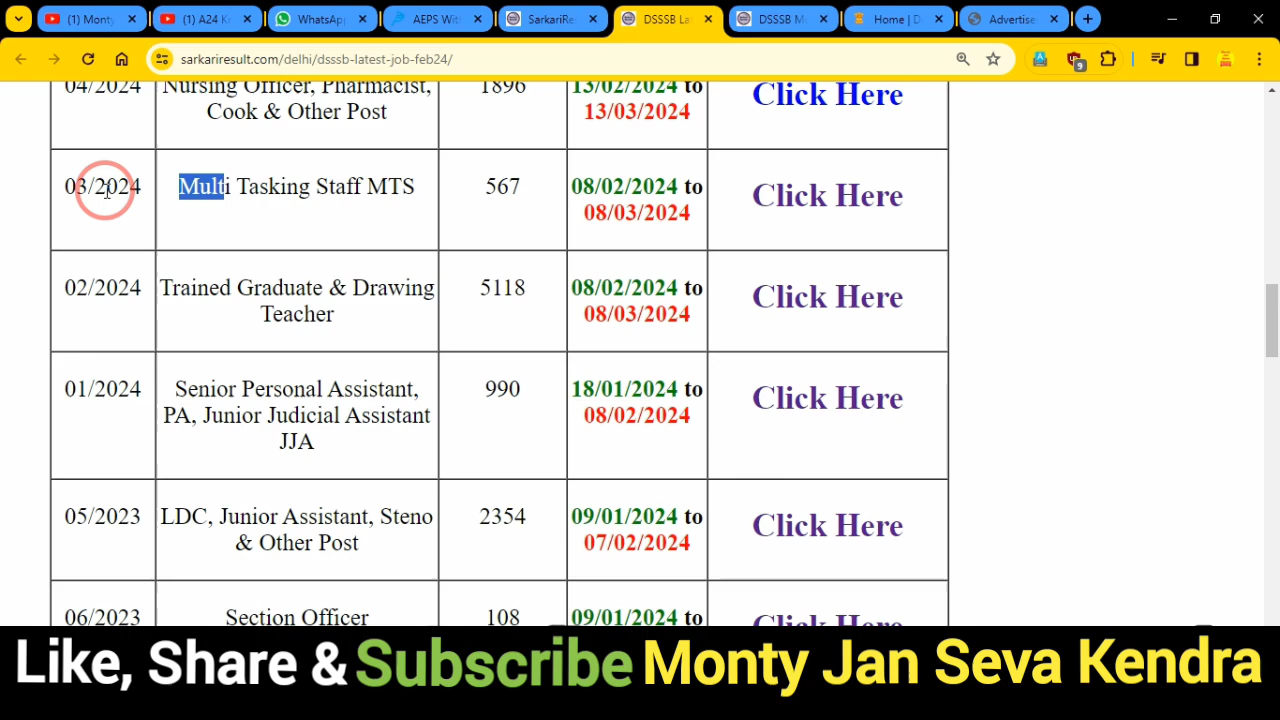 (1) Monty
(1) A24 K
WhatsApp
AEPS With
SarkariRes
DSSSB Lat
DSSSB M
Home | D
Advertise
sarkariresult.com/delhi/dsssb-latest-job-feb24/
9
04/2024 Nursing Officer, Pharmacist, 1896 13/02/2024 to Click Here
Cook & Other Post 13/03/2024
03/2024 Multi Tasking Staff MTS 567 08/02/2024 to Click Here
08/03/2024
02/2024 Trained Graduate & Drawing 5118 08/02/2024 to Click Here
Teacher 08/03/2024
01/2024 Senior Personal Assistant, 990 18/01/2024 to Click Here
PA, Junior Judicial Assistant 08/02/2024
JJA
05/2023 LDC, Junior Assistant, Steno 2354 09/01/2024 to Click Here
& Other Post 07/02/2024
06/2023 Section Officer 108 09/01/2024 to Click Here
Like, Share & Subscribe Monty Jan Seva Kendra